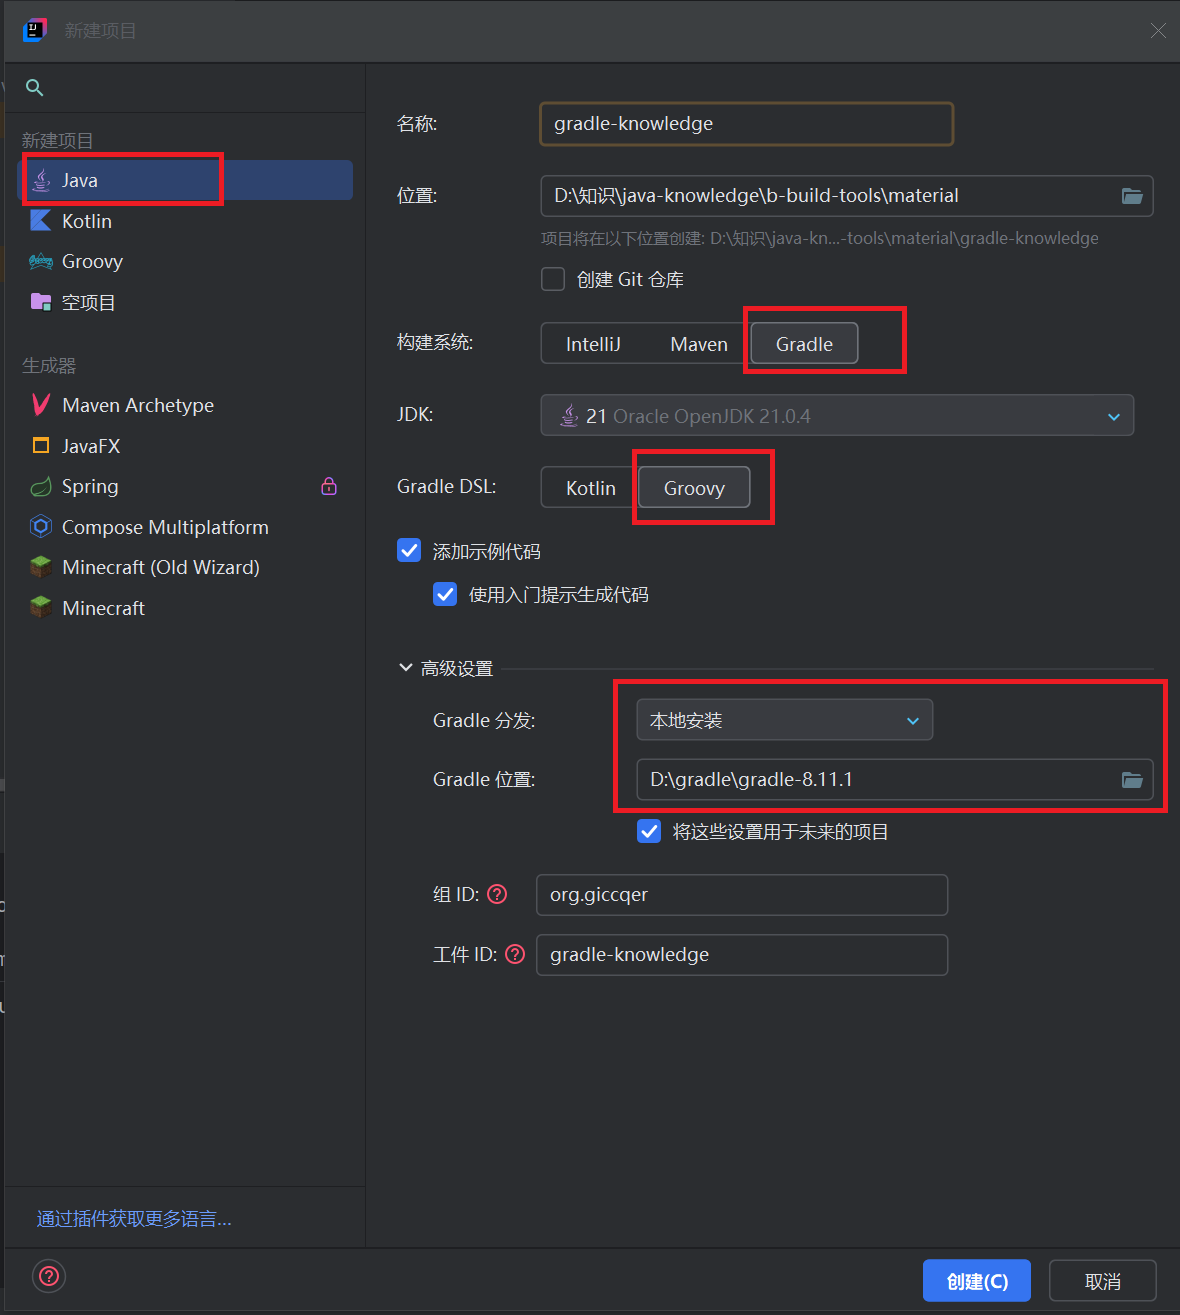 新建项目
新建项目
Java
Kotlin
Groovy
空项目
生成器
Maven Archetype
JavaFX
Spring
Compose Multiplatform
Minecraft (Old Wizard)
Minecraft
通过插件获取更多语言...
名称: gradle-knowledge
位置: D:\知识\java-knowledge\b-build-tools\material
项目将在以下位置创建: D:\知识\java-kn...-tools\material\gradle-knowledge
创建 Git 仓库
构建系统: IntelliJ Maven Gradle
JDK: 21 Oracle OpenJDK 21.0.4
Gradle DSL: Kotlin Groovy
添加示例代码
使用入门提示生成代码
高级设置
Gradle 分发: 本地安装
Gradle 位置: D:\gradle\gradle-8.11.1
将这些设置用于未来的项目
组 ID: org.giccqer
工件 ID: gradle-knowledge
创建(C) 取消